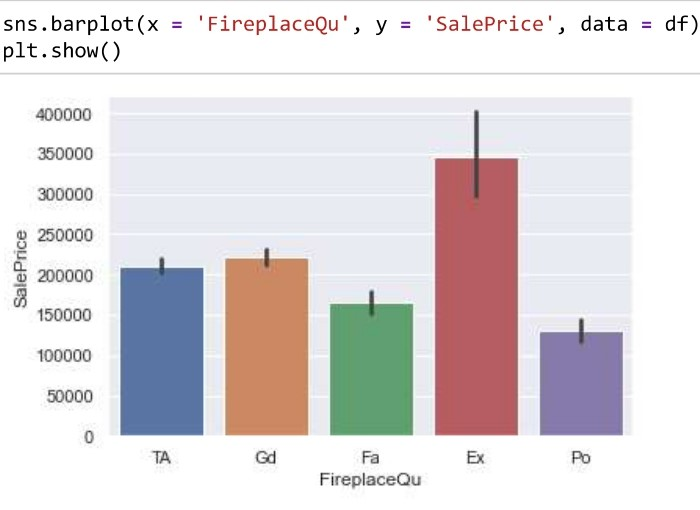 sns.barplot(x = 'FireplaceQu', y = 'SalePrice', data = df)
plt.show()
400000
350000
300000
250000
200000
150000
100000
50000
0
SalePrice
TA Gd Fa Ex Po
FireplaceQu